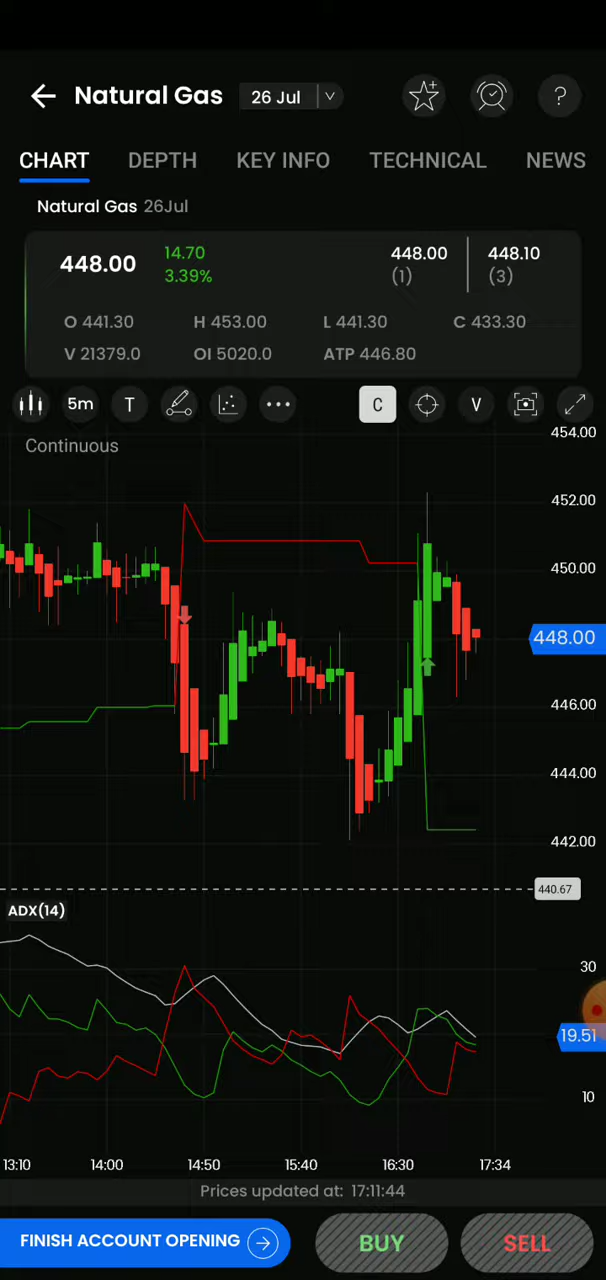 Natural Gas 26 Jul ?
CHART DEPTH KEY INFO TECHNICAL NEWS
Natural Gas 26Jul
448.00 14.70 3.39% 448.00 (1) 448.10 (3)
O 441.30 H 453.00 L 441.30 C 433.30
V 21379.0 OI 5020.0 ATP 446.80
5m T C V
Continuous
454.00
452.00
450.00
448.00
446.00
444.00
442.00
440.67
ADX(14)
30
19.51
10
13:10 14:00 14:50 15:40 16:30 17:34
Prices updated at: 17:11:44
FINISH ACCOUNT OPENING BUY SELL